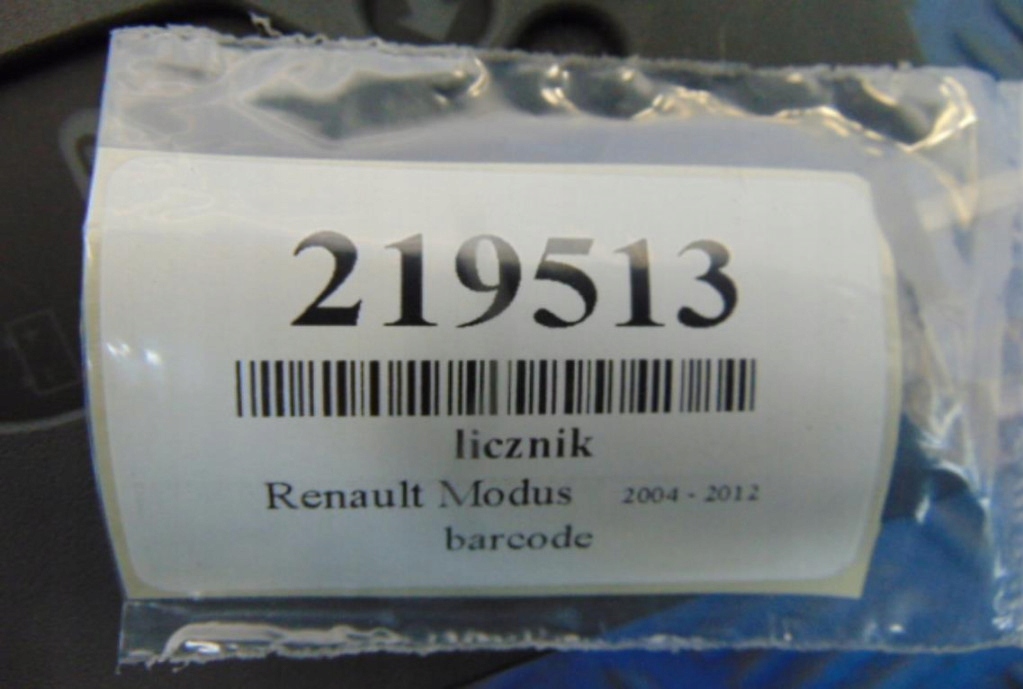 219513
licznik
Renault Modus 2004 - 2012
barcode